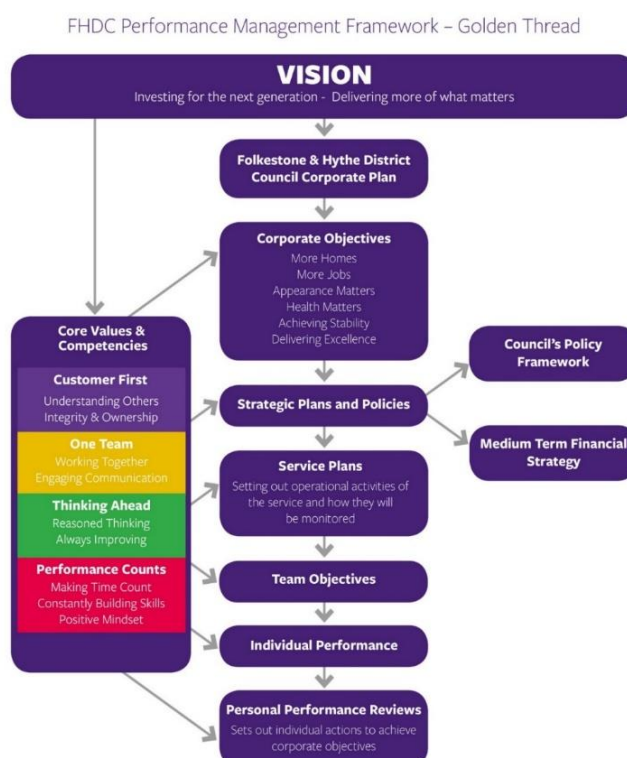 FHDC Performance Management Framework – Golden Thread
VISION
Investing for the next generation - Delivering more of what matters
Folkestone & Hythe District
Council Corporate Plan
Corporate Objectives
More Homes
More Jobs
Appearance Matters
Health Matters
Achieving Stability
Delivering Excellence
Core Values &
Competencies
Customer First
Understanding Others
Integrity & Ownership
One Team
Working Together
Engaging Communication
Thinking Ahead
Reasoned Thinking
Always Improving
Performance Counts
Making Time Count
Constantly Building Skills
Positive Mindset
Strategic Plans and Policies
Council's Policy
Framework
Medium Term Financial
Strategy
Service Plans
Setting out operational activities of
the service and how they will
be monitored
Team Objectives
Individual Performance
Personal Performance Reviews
Sets out individual actions to achieve
corporate objectives